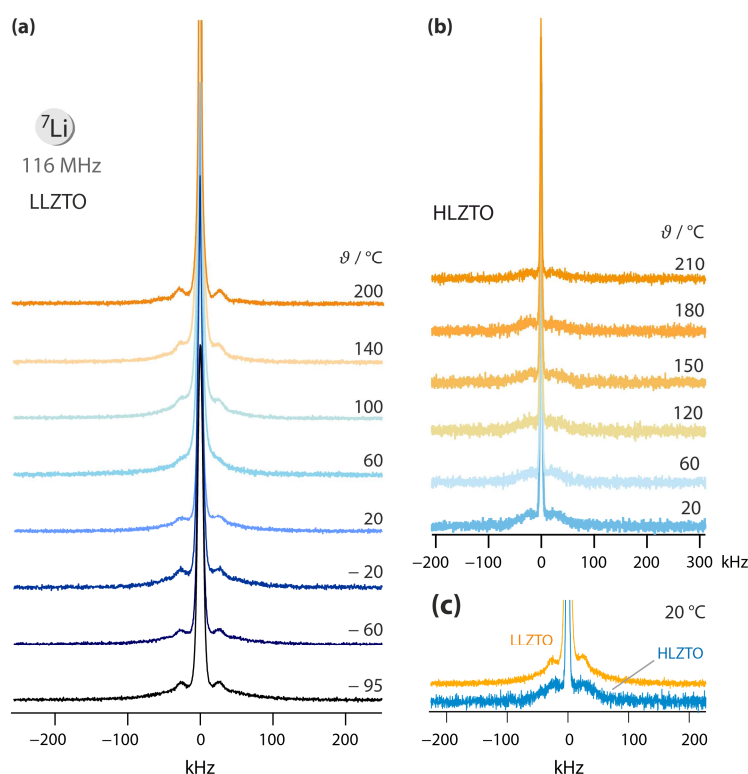 (a)
⁷Li
116 MHz
LLZTO
ϑ / °C
200
140
100
60
20
− 20
− 60
− 95
−200 −100 0 100 200
kHz
(b)
HLZTO
ϑ / °C
210
180
150
120
60
20
−200 −100 0 100 200 300 kHz
(c)
20 °C
LLZTO
HLZTO
−200 −100 0 100 200
kHz